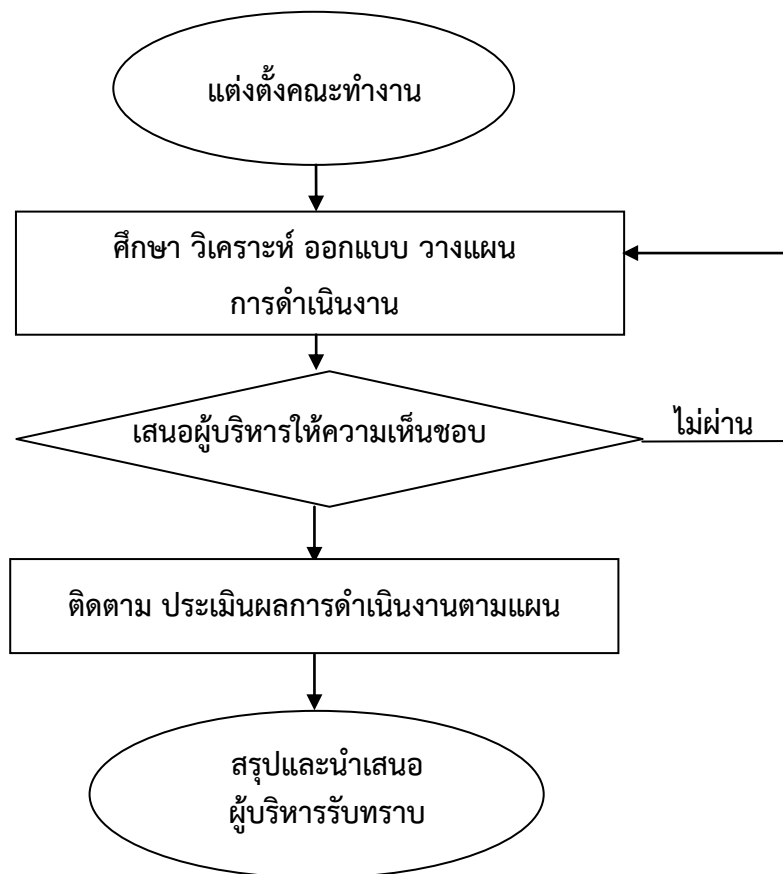 แต่งตั้งคณะทำงาน
ศึกษา วิเคราะห์ ออกแบบ วางแผน
การดำเนินงาน
เสนอผู้บริหารให้ความเห็นชอบ
ไม่ผ่าน
ติดตาม ประเมินผลการดำเนินงานตามแผน
สรุปและนำเสนอ
ผู้บริหารรับทราบ